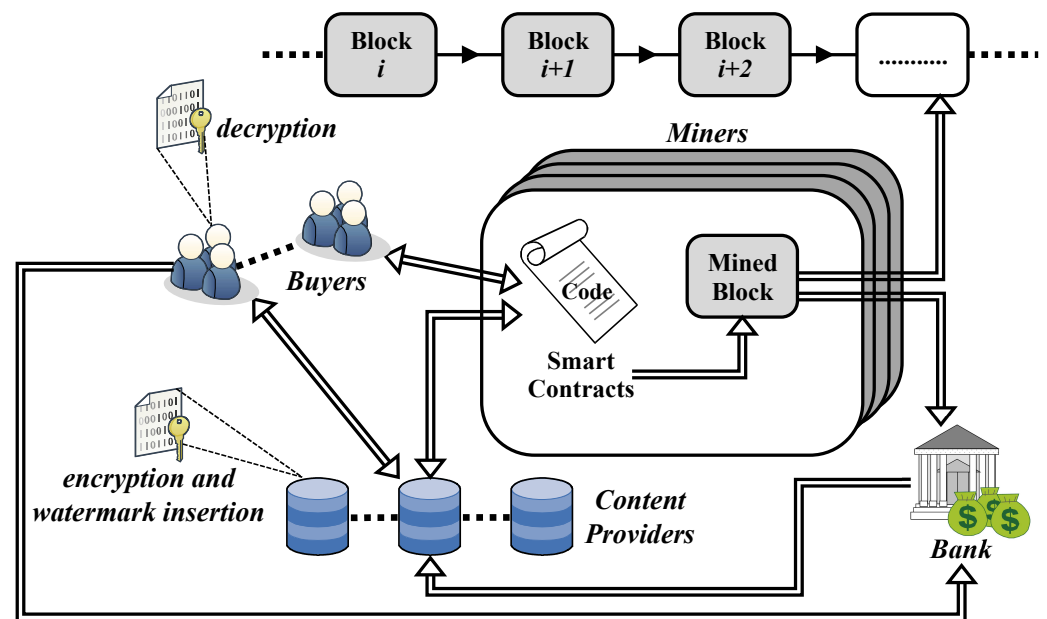 Block
i
Block
i+1
Block
i+2
...........
decryption
Miners
Buyers
Code
Mined
Block
Smart
Contracts
encryption and
watermark insertion
Content
Providers
$ $ $
Bank